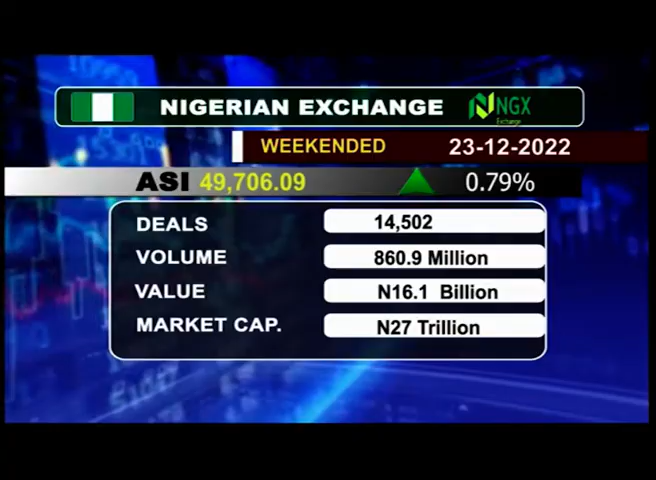 NIGERIAN EXCHANGE NGX
Exchange
WEEKENDED 23-12-2022
ASI 49,706.09 0.79%
DEALS 14,502
VOLUME 860.9 Million
VALUE N16.1 Billion
MARKET CAP. N27 Trillion